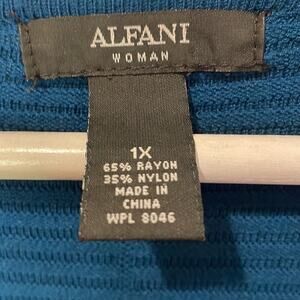 ALFANI
WOMAN
1X
65% RAYON
35% NYLON
MADE IN
CHINA
WPL 8046